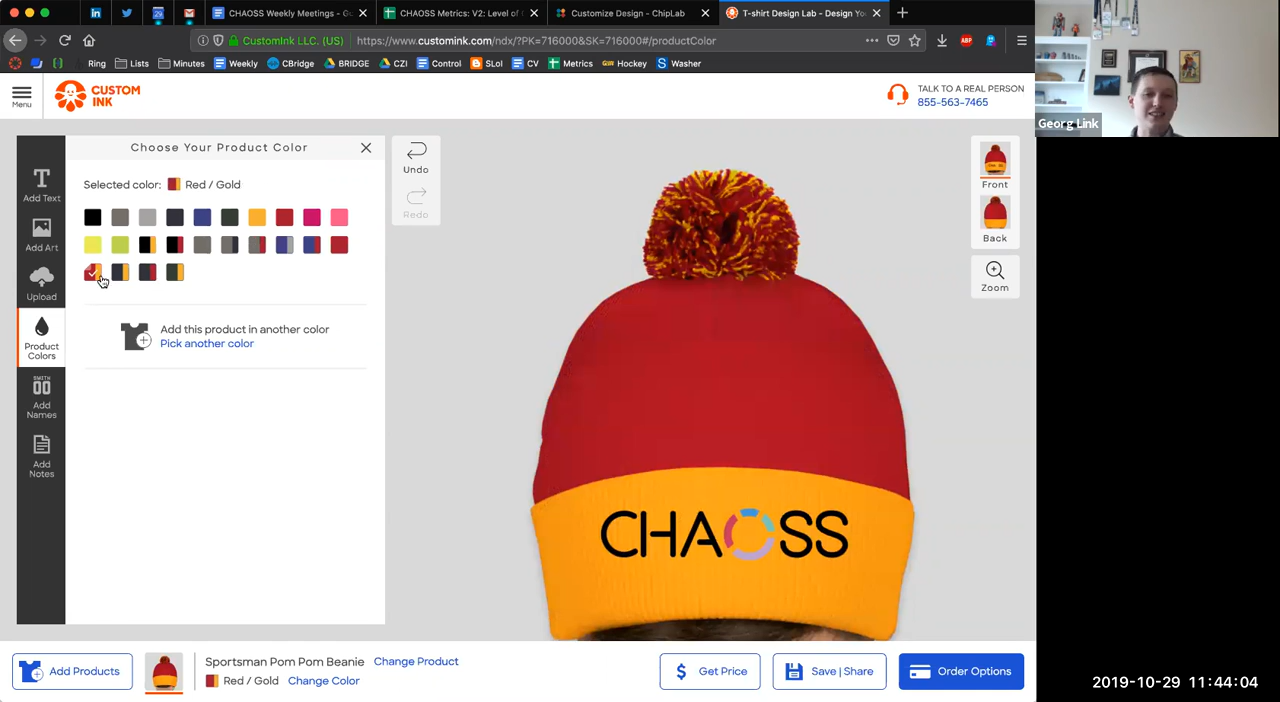 CHAOSS Weekly Meetings - G
CHAOSS Metrics: V2: Level of
Customize Design - ChipLab
T-shirt Design Lab - Design Yo
CustomInk LLC. (US)
https://www.customink.com/ndx/?PK=716000&SK=716000#/productColor
ABP
Ring
Lists
Minutes
Weekly
CBridge
Grid
CZI
Control
SLoI
CV
Metrics
Hockey
Washer
Menu
CUSTOM
INK
TALK TO A REAL PERSON
855-563-7465
Georg Link
Choose Your Product Color
Selected color: Red / Gold
Add Text
Add Art
Upload
Product
Colors
SMITH
00
Add
Names
Add
Notes
Add this product in another color
Pick another color
Undo
Redo
Front
Back
Zoom
CHAOSS
Add Products
Sportsman Pom Pom Beanie Change Product
Red / Gold Change Color
$ Get Price
Save | Share
Order Options
2019-10-29 11:44:04